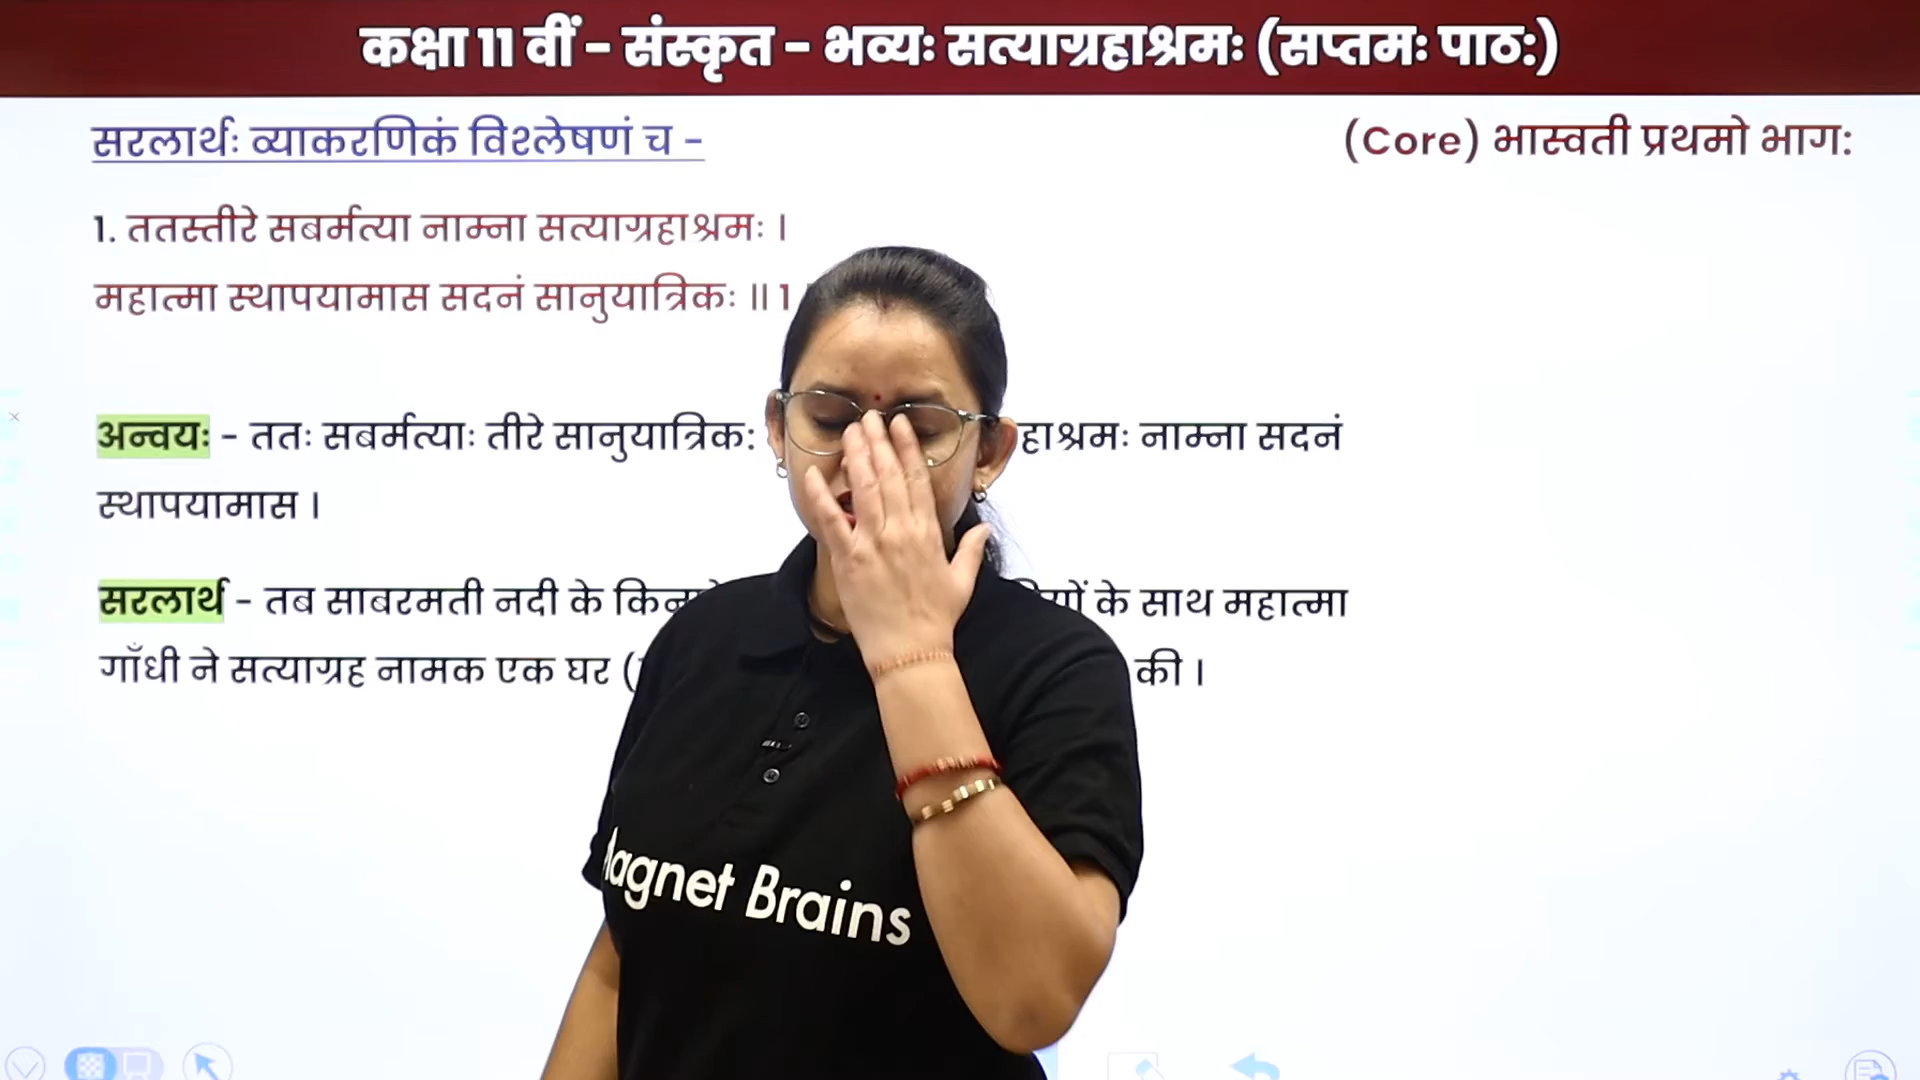 कक्षा 11 वीं - संस्कृत - भव्यः सत्याग्रहाश्रमः (सप्तमः पाठ:)
सरलार्थः व्याकरणिकं विश्लेषणं च -
(Core) भास्वती प्रथमो भाग:
1. ततस्तीरे सबर्मत्या नाम्ना सत्याग्रहाश्रमः ।
महात्मा स्थापयामास सदनं सानुयात्रिकः ॥ 1
अन्वयः - ततः सबर्मत्याः तीरे सानुयात्रिक: हाश्रमः नाम्ना सदनं
स्थापयामास ।
सरलार्थ - तब साबरमती नदी के के साथ महात्मा
गाँधी ने सत्याग्रह नामक एक घर ( की ।
agnet Brains